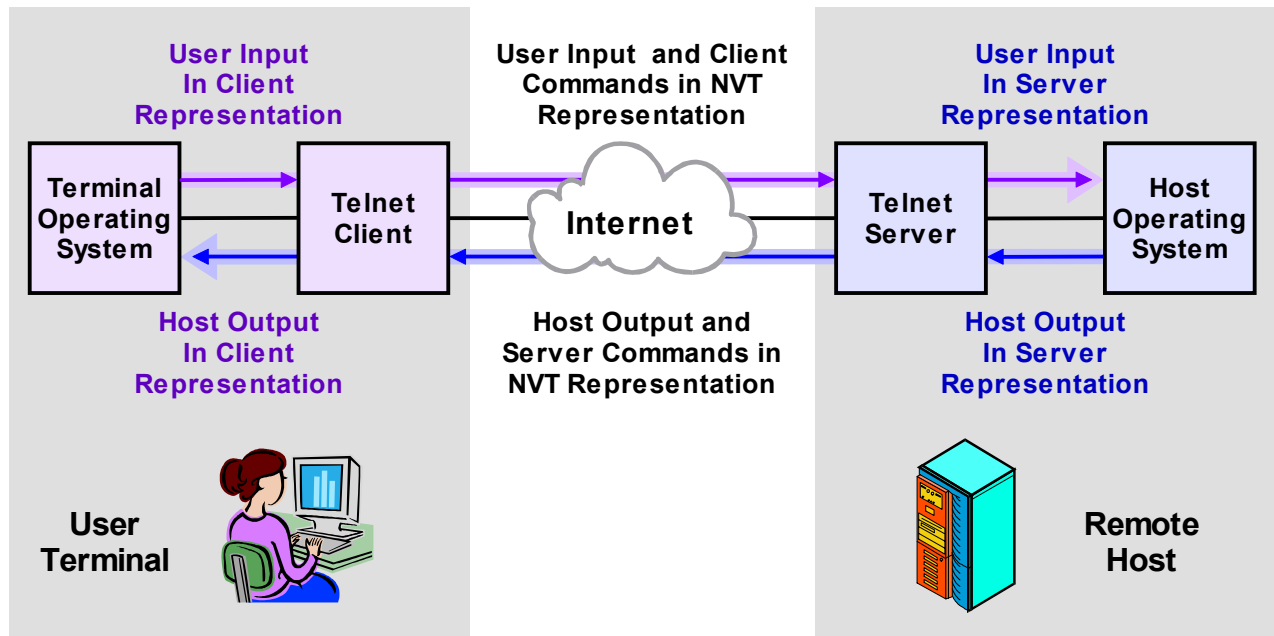 User Input
In Client
Representation
User Input and Client
Commands in NVT
Representation
User Input
In Server
Representation
Terminal
Operating
System
Telnet
Client
Internet
Telnet
Server
Host
Operating
System
Host Output
In Client
Representation
Host Output and
Server Commands in
NVT Representation
Host Output
In Server
Representation
User
Terminal
Remote
Host